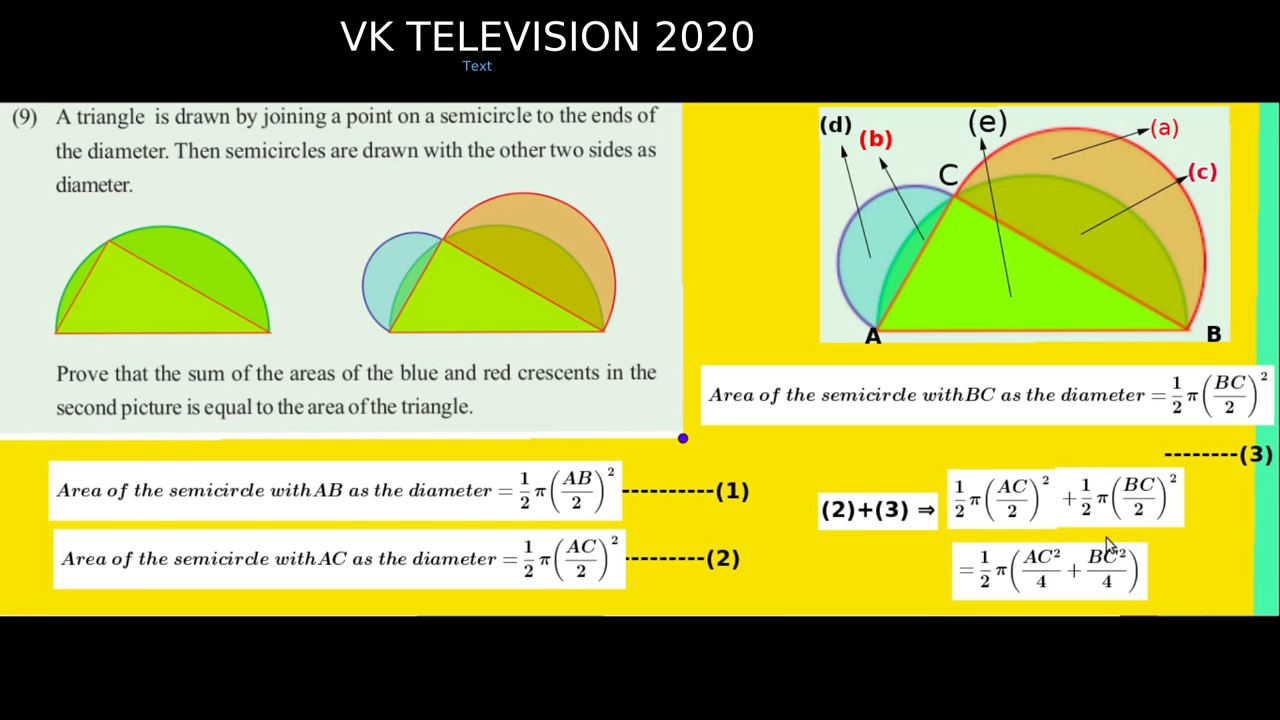 VK TELEVISION 2020
Text
(9) A triangle is drawn by joining a point on a semicircle to the ends of
the diameter. Then semicircles are drawn with the other two sides as
diameter.
Prove that the sum of the areas of the blue and red crescents in the
second picture is equal to the area of the triangle.
(d)
(b)
(e)
(a)
(c)
C
A
B
Area of the semicircle with AB as the diameter = 1/2 π (AB/2)² ----------(1)
Area of the semicircle with AC as the diameter = 1/2 π (AC/2)² ---------(2)
Area of the semicircle withBC as the diameter = 1/2 π (BC/2)²
--------(3)
(2)+(3) ⇒ 1/2 π (AC/2)² + 1/2 π (BC/2)²
= 1/2 π (AC²/4 + BC²/4)